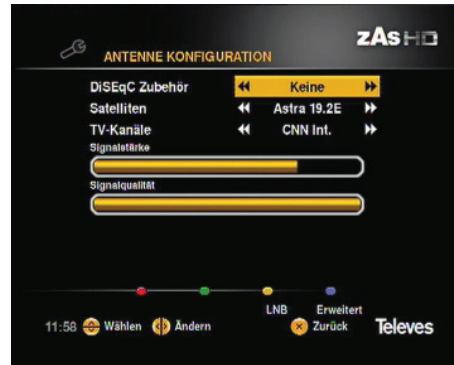 zAs HD
ANTENNE KONFIGURATION
DiSEqC Zubehör Keine
Satelliten Astra 19.2E
TV-Kanäle CNN Int.
Signalstärke
Signalqualität
LNB Erweitert
11:58 Wählen Ändern Zurück Televes